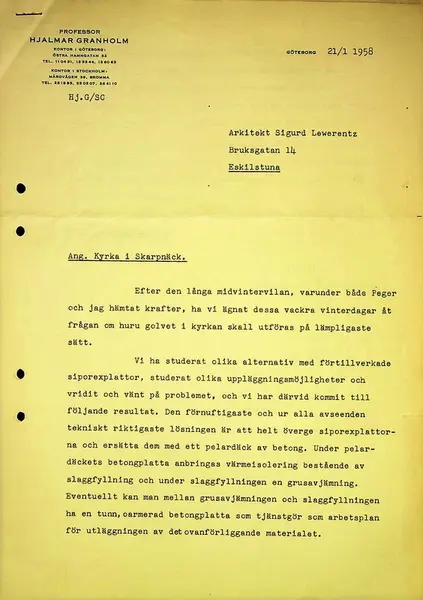 PROFESSOR
HJALMAR GRANHOLM
KONTOR I GÖTEBORG:
ÖSTRA HAMNGATAN 52
KONTOR I STOCKHOLM:
MÅRDVÄGEN 39, BROMMA
Hj.G/SC
GÖTEBORG 21/1 1958
Arkitekt Sigurd Lewerentz
Bruksgatan 14
Eskilstuna
Ang. Kyrka i Skarpnäck.
Efter den långa midvintervilan, varunder både Feger
och jag hämtat krafter, ha vi ägnat dessa vackra vinterdagar åt
frågan om huru golvet i kyrkan skall utföras på lämpligaste
sätt.
Vi ha studerat olika alternativ med förtillverkade
siporexplattor, studerat olika uppläggningsmöjligheter och
vridit och vänt på problemet, och vi har därvid kommit till
följande resultat. Den förnuftigaste och ur alla avseenden
tekniskt riktigaste lösningen är att helt överge siporexplattor-
na och ersätta dem med ett pelardäck av betong. Under pelar-
däckets betongplatta anbringas värmeisolering bestående av
slaggfyllning och under slaggfyllningen en grusavjämning.
Eventuellt kan man mellan grusavjämningen och slaggfyllningen
ha en tunn, oarmerad betongplatta som tjänstgör som arbetsplan
för utläggningen av det ovanförliggande materialet.